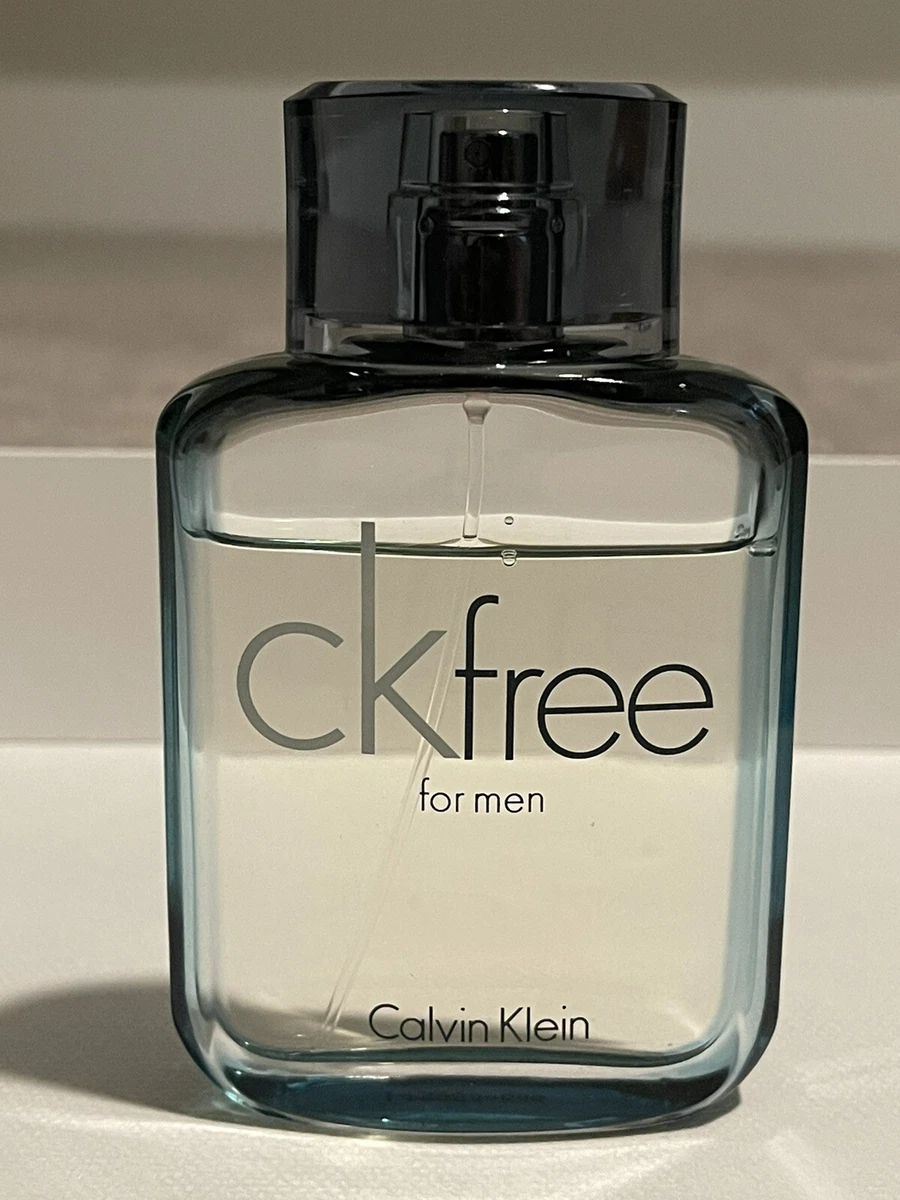 ckfree
for men
Calvin Klein